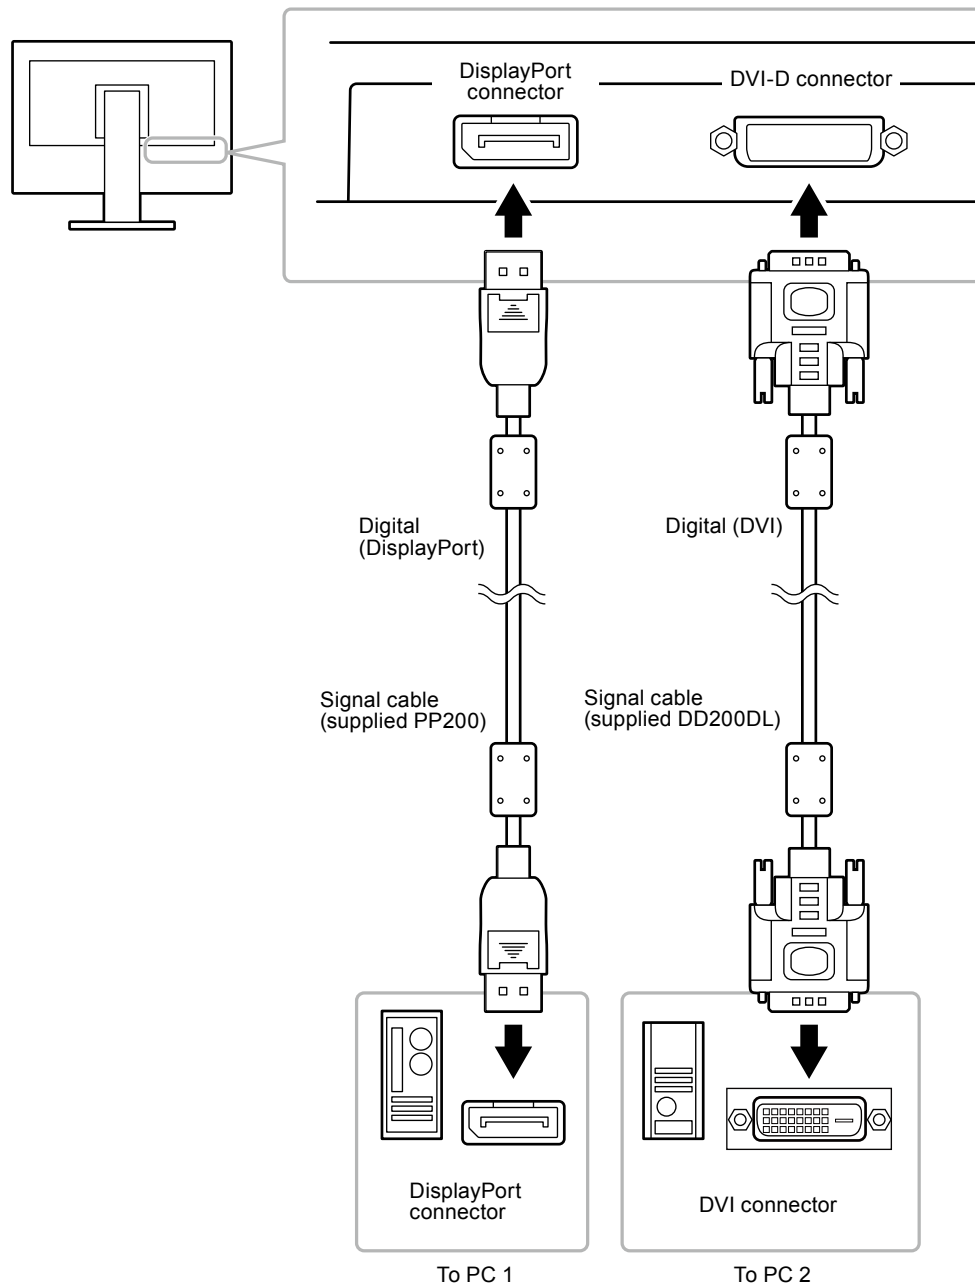 DisplayPort
connector
DVI-D connector
Digital
(DisplayPort)
Digital (DVI)
Signal cable
(supplied PP200)
Signal cable
(supplied DD200DL)
DisplayPort
connector
DVI connector
To PC 1
To PC 2